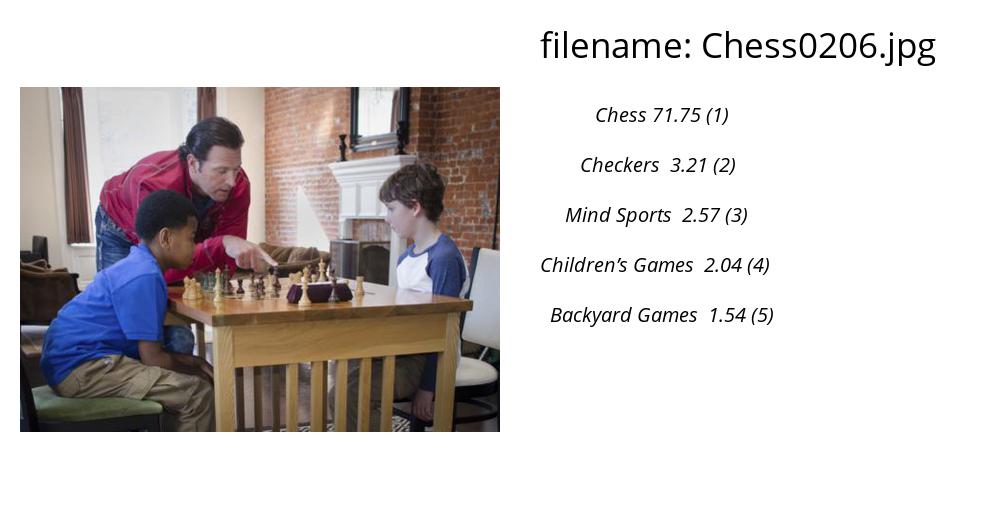 filename: Chess0206.jpg
Chess 71.75 (1)
Checkers 3.21 (2)
Mind Sports 2.57 (3)
Children’s Games 2.04 (4)
Backyard Games 1.54 (5)